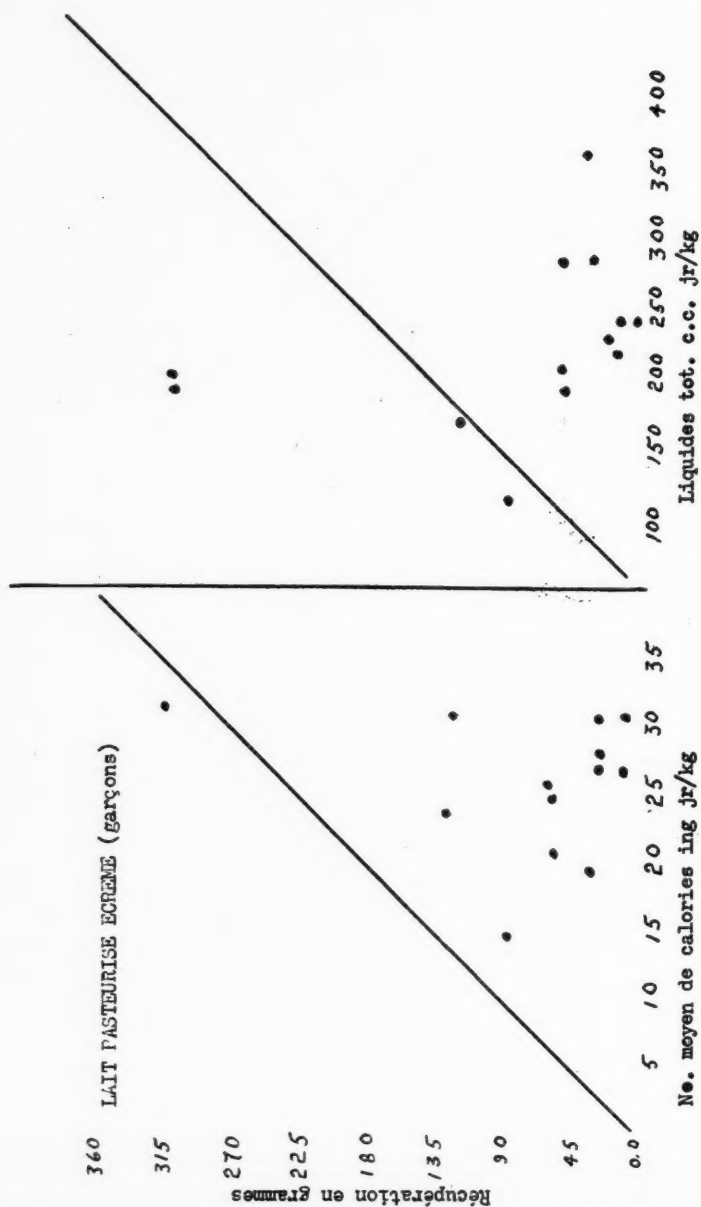 LAIT PASTEURISE ECREME (garçons)
Récupération en grammes
360
315
270
225
180
135
90
45
0.0
5 10 15 20 25 30 35
No. moyen de calories ing jr/kg
100 150 200 250 300 350 400
Liquides tot. c.c. jr/kg